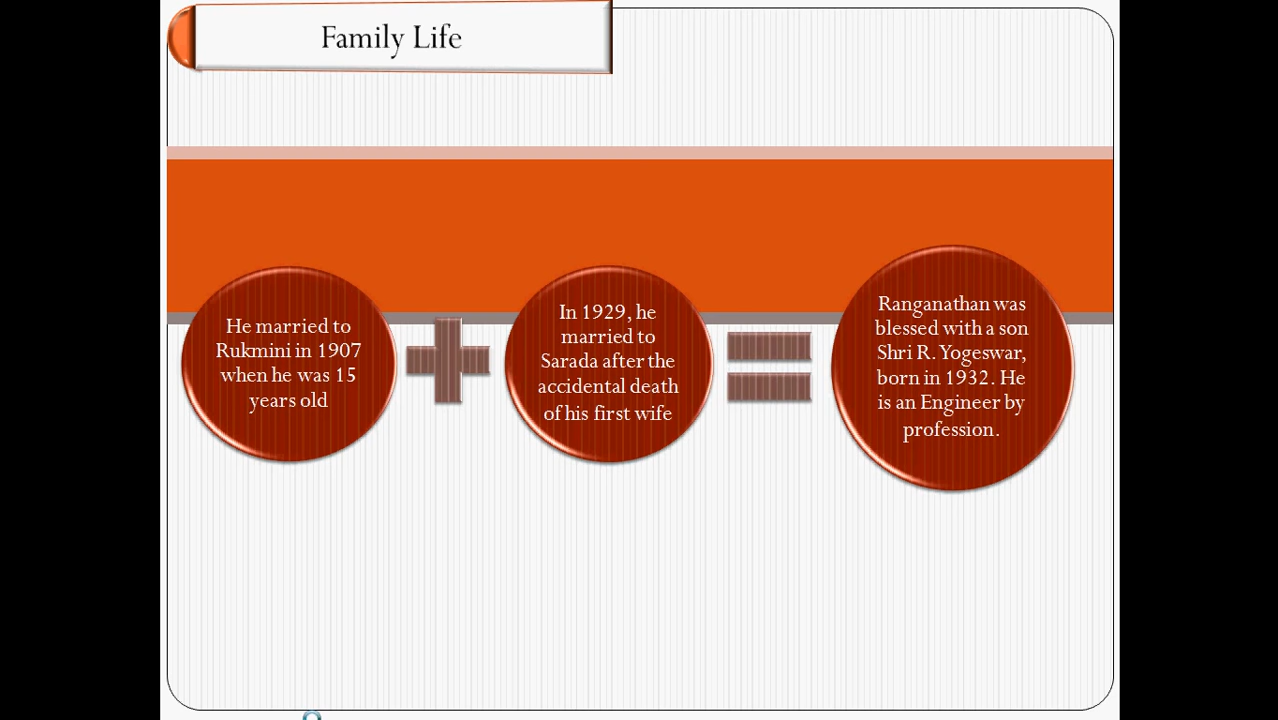 Family Life
He married to
Rukmini in 1907
when he was 15
years old
In 1929, he
married to
Sarada after the
accidental death
of his first wife
Ranganathan was
blessed with a son
Shri R. Yogeswar,
born in 1932. He
is an Engineer by
profession.